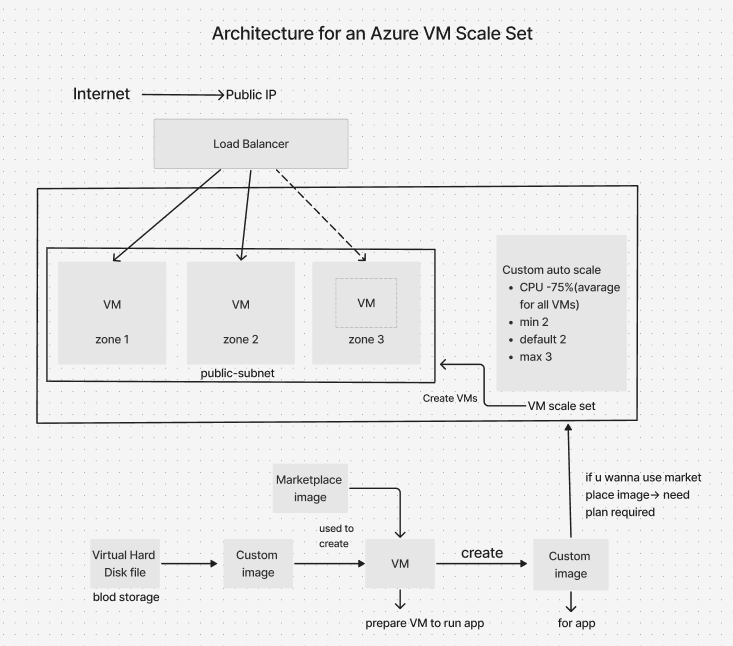 Architecture for an Azure VM Scale Set
Internet
Public IP
Load Balancer
VM
zone 1
VM
zone 2
VM
zone 3
public-subnet
Custom auto scale
• CPU -75%(avarage
for all VMs)
• min 2
• default 2
• max 3
Create VMs
VM scale set
if u wanna use market
place image→ need
plan required
Marketplace
image
used to
create
Virtual Hard
Disk file
blod storage
Custom
image
VM
create
Custom
image
prepare VM to run app
for app